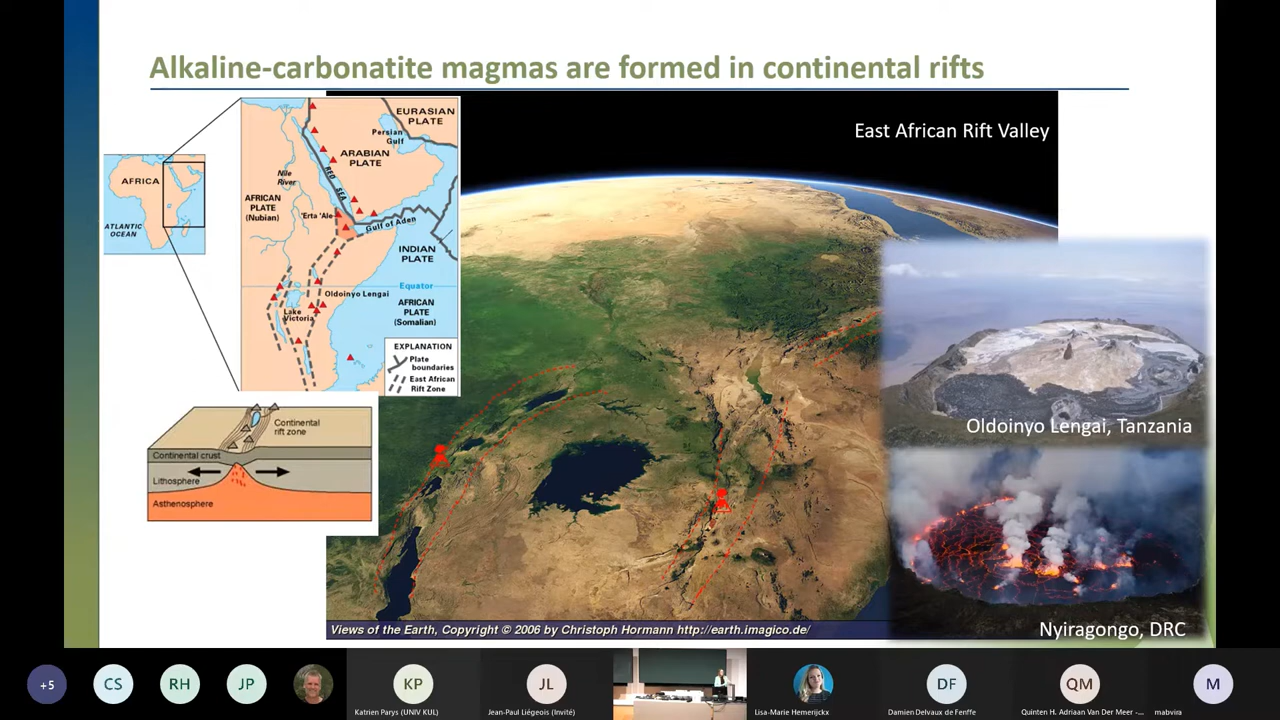 Alkaline-carbonatite magmas are formed in continental rifts
East African Rift Valley
AFRICA
ATLANTIC
OCEAN
EURASIAN
PLATE
Persian
Gulf
ARABIAN
PLATE
Nile
River
RED SEA
AFRICAN
PLATE
(Nubian)
'Erta 'Ale
Gulf of Aden
INDIAN
PLATE
Equator
Oldoinyo Lengai
AFRICAN
PLATE
(Somalian)
Lake
Victoria
EXPLANATION
Plate
boundaries
East African
Rift Zone
Continental
rift zone
Continental crust
Lithosphere
Asthenosphere
Oldoinyo Lengai, Tanzania
Nyiragongo, DRC
Views of the Earth, Copyright © 2006 by Christoph Hormann http://earth.imagico.de/
+5
CS
RH
JP
KP
Katrien Parys (UNIV KUL)
JL
Jean-Paul Liégeois (Invité)
Lisa-Marie Hemerijckx
DF
Damien Delvaux de Fenffe
QM
Quinten H. Adriaan Van Der Meer -...
M
mabvira